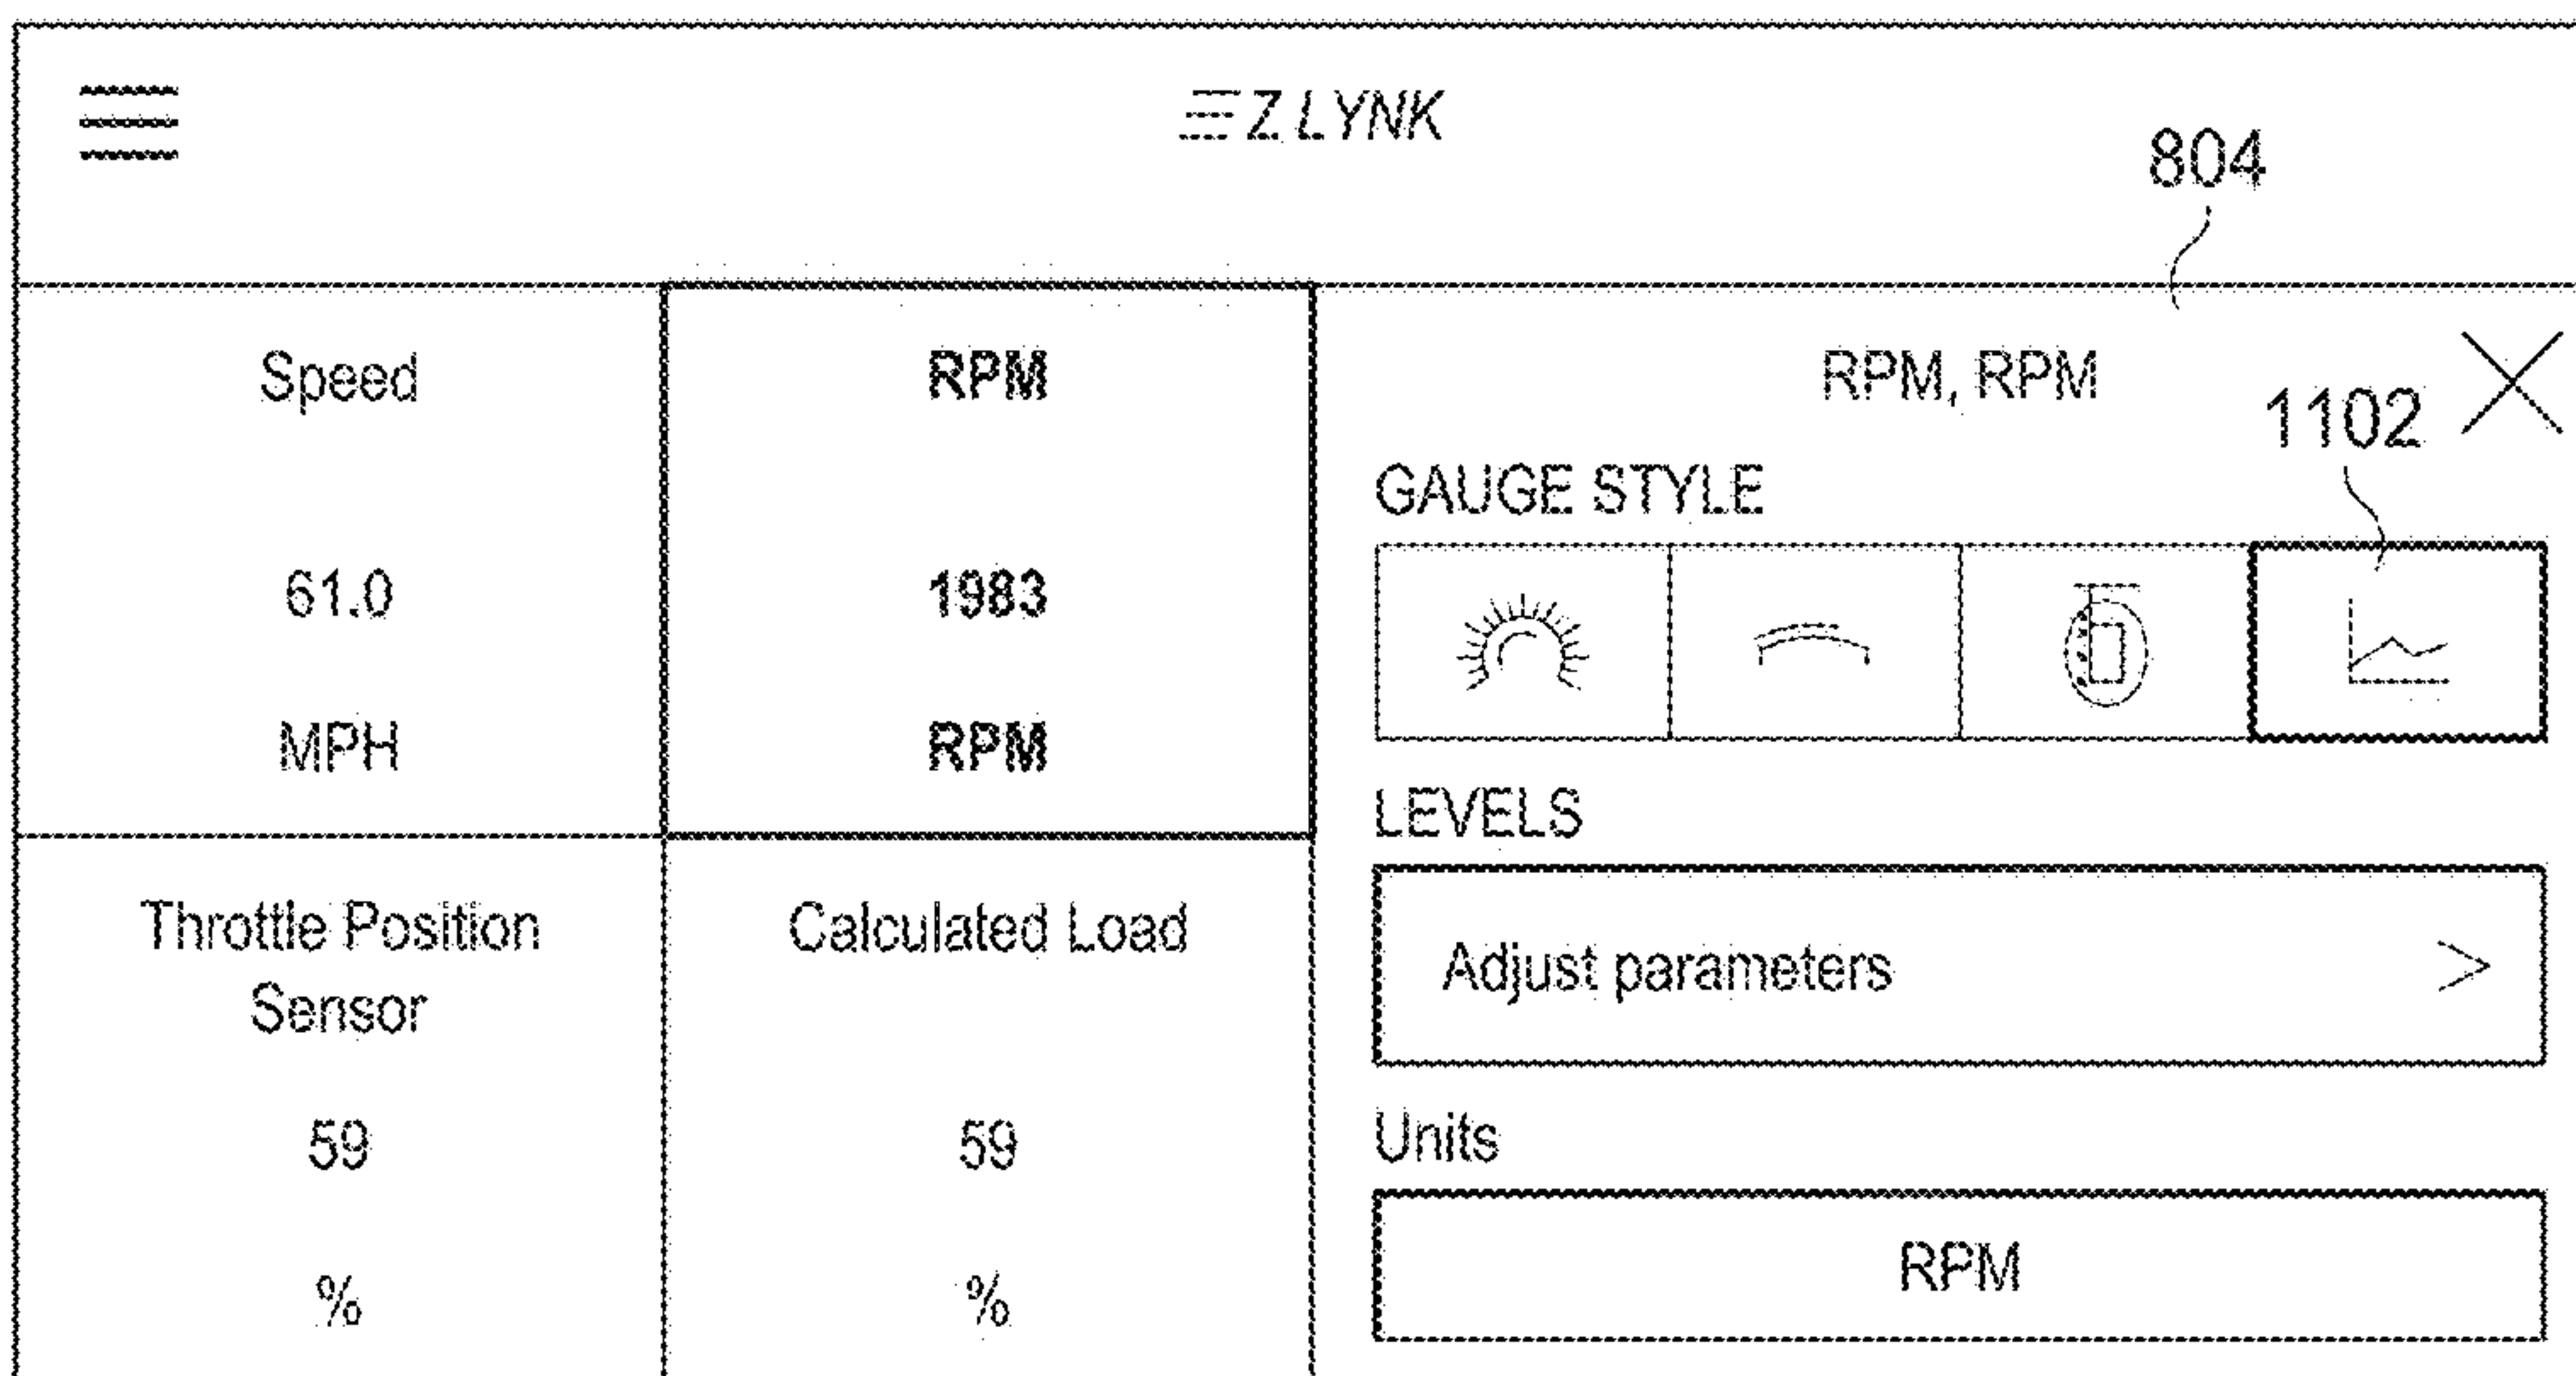 EZ LYNK
804
Speed
61.0
MPH
RPM
1983
RPM
Throttle Position
Sensor
59
%
Calculated Load
59
%
RPM, RPM
1102
GAUGE STYLE
LEVELS
Adjust parameters >
Units
RPM